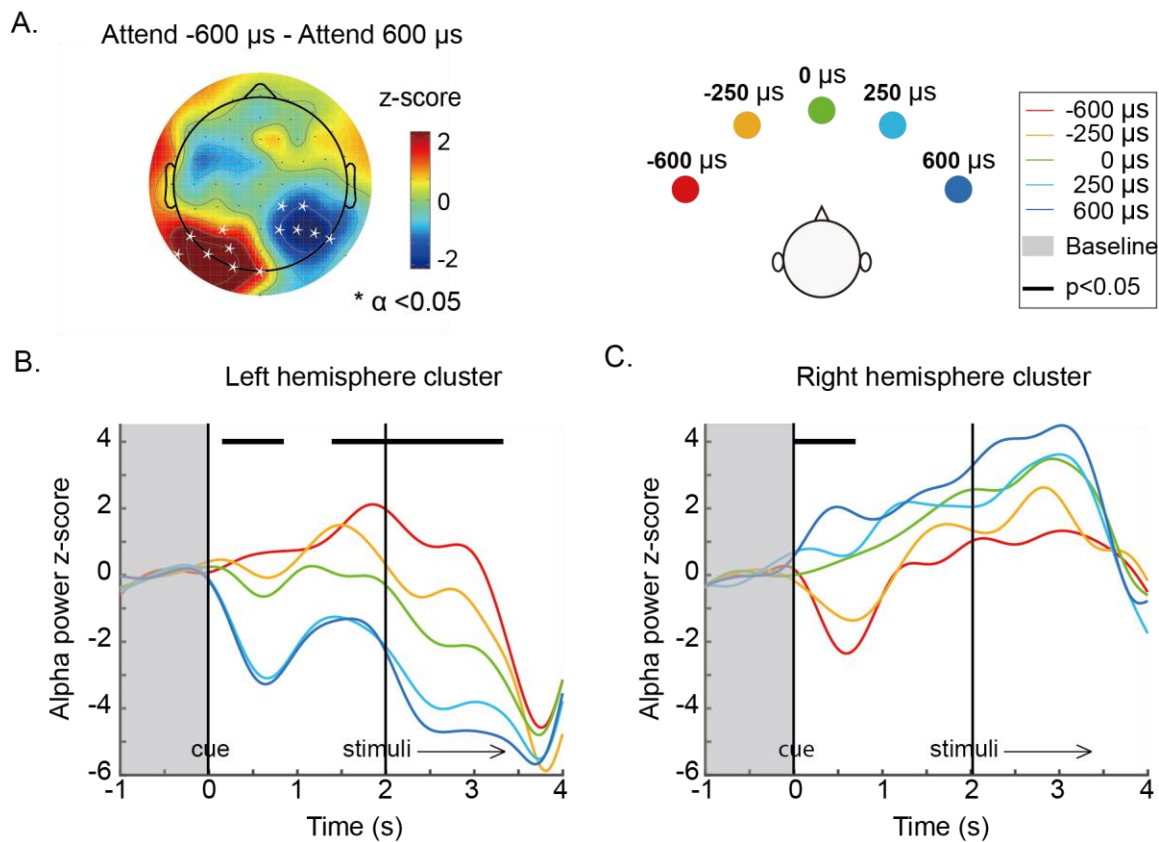 A.
Attend -600 µs - Attend 600 µs
z-score
2
0
-2
* α <0.05
-600 µs
-250 µs
0 µs
250 µs
600 µs
-600 µs
-250 µs
0 µs
250 µs
600 µs
Baseline
p<0.05
B.
Left hemisphere cluster
Alpha power z-score
4
2
0
-2
-4
-6
cue
stimuli
-1
0
1
2
3
4
Time (s)
C.
Right hemisphere cluster
Alpha power z-score
4
2
0
-2
-4
-6
cue
stimuli
-1
0
1
2
3
4
Time (s)